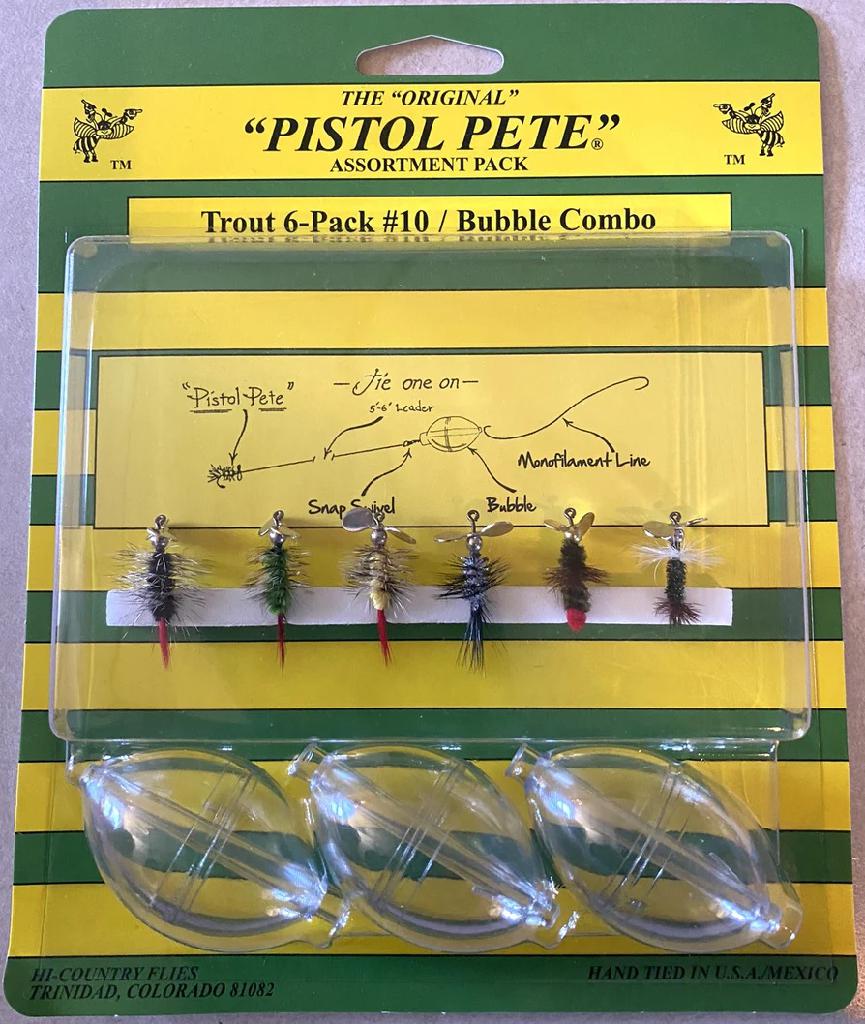 THE "ORIGINAL"
"PISTOL PETE"®
ASSORTMENT PACK
TM
TM
Trout 6-Pack #10 / Bubble Combo
"Pistol Pete"
—Tie one on—
5'-6' Leader
Monofilament Line
Snap Swivel
Bubble
HI-COUNTRY FLIES
TRINIDAD, COLORADO 81082
HAND TIED IN U.S.A./MEXICO